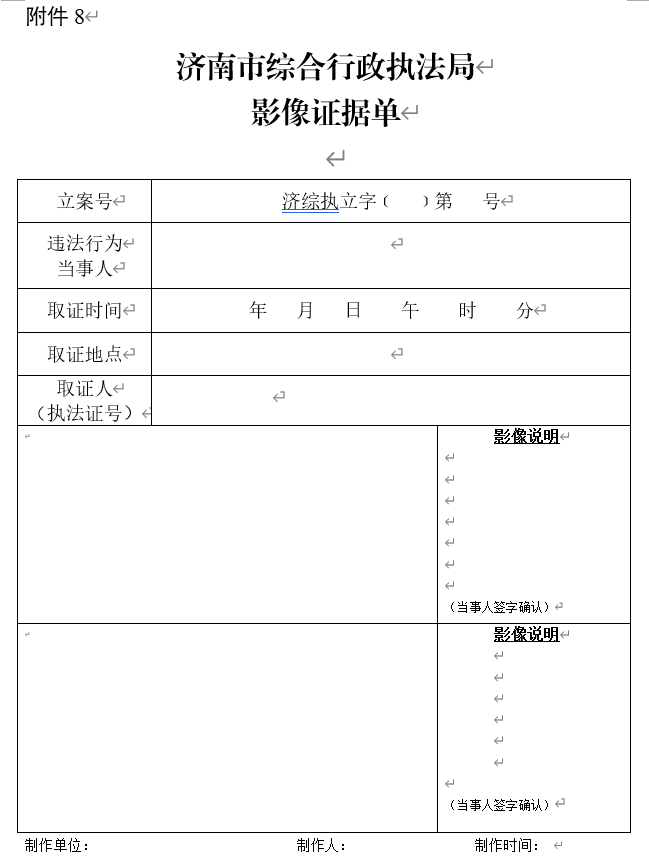 附件 8
济南市综合行政执法局
影像证据单
立案号 济综执立字（ ）第 号
违法行为
当事人
取证时间 年 月 日 午 时 分
取证地点
取证人
（执法证号）
影像说明
（当事人签字确认）
影像说明
（当事人签字确认）
制作单位： 制作人： 制作时间：